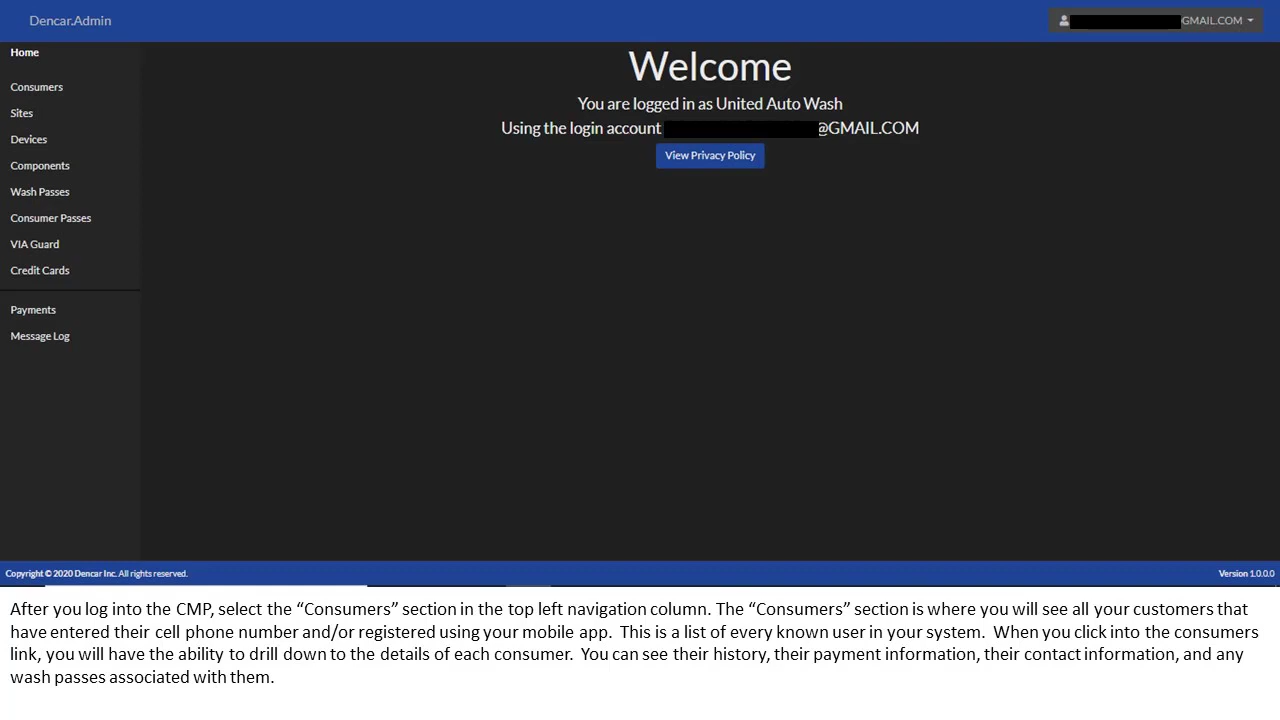 Dencar.Admin
GMAIL.COM
Home
Consumers
Sites
Devices
Components
Wash Passes
Consumer Passes
VIA Guard
Credit Cards
Payments
Message Log
Welcome
You are logged in as United Auto Wash
Using the login account @GMAIL.COM
View Privacy Policy
Copyright © 2020 Dencar Inc. All rights reserved.
Version 1.0.0.0
After you log into the CMP, select the “Consumers” section in the top left navigation column. The “Consumers” section is where you will see all your customers that
have entered their cell phone number and/or registered using your mobile app.  This is a list of every known user in your system.  When you click into the consumers
link, you will have the ability to drill down to the details of each consumer.  You can see their history, their payment information, their contact information, and any
wash passes associated with them.